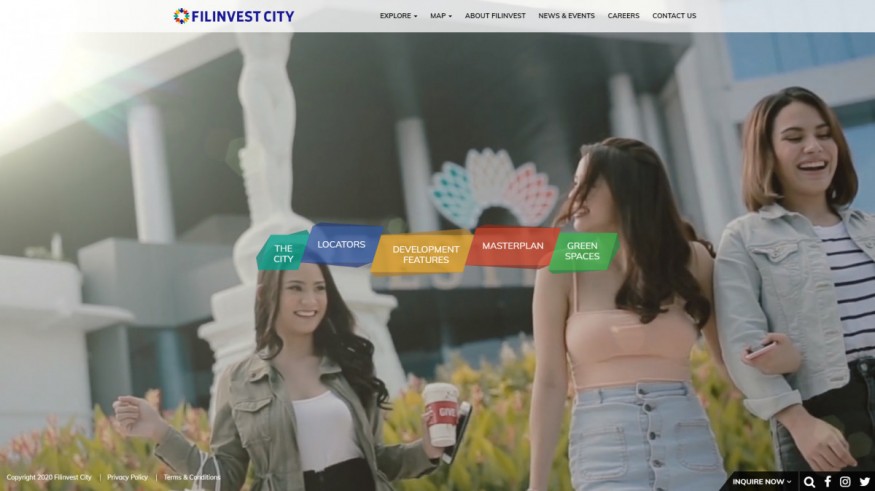 FILINVEST CITY
EXPLORE
MAP
ABOUT FILINVEST
NEWS & EVENTS
CAREERS
CONTACT US
THE
CITY
LOCATORS
DEVELOPMENT
FEATURES
MASTERPLAN
GREEN
SPACES
GIVE
Copyright 2020 Filinvest City | Privacy Policy | Terms & Conditions
INQUIRE NOW